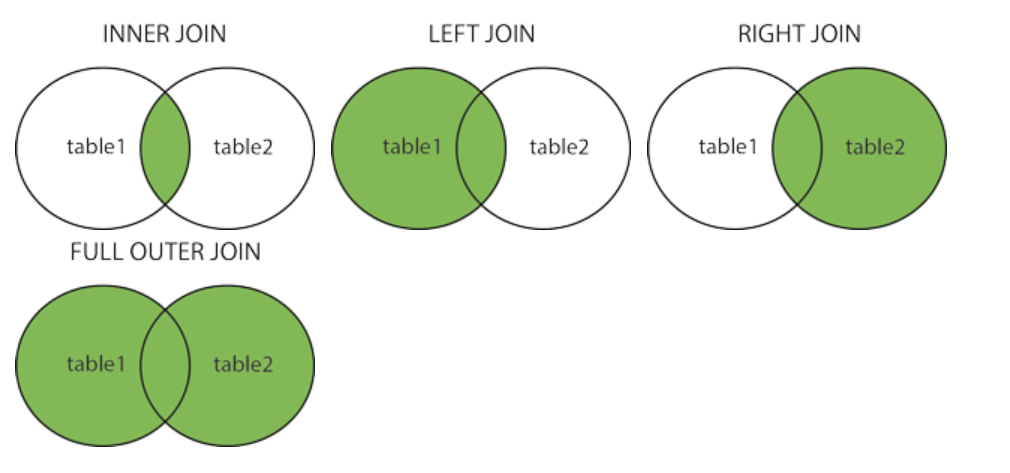 INNER JOIN
LEFT JOIN
RIGHT JOIN
table1
table2
table1
table2
table1
table2
FULL OUTER JOIN
table1
table2